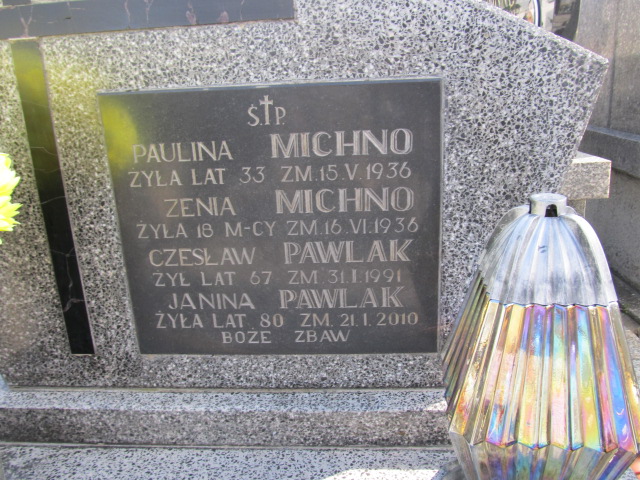 Ś.†P.
PAULINA MICHNO
ŻYŁA LAT 33 ZM. 15.V.1936
ZENIA MICHNO
ŻYŁA 18 M-CY ZM. 16.VI.1936
CZESŁAW PAWLAK
ŻYŁ LAT 67 ZM. 31.I.1991
JANINA PAWLAK
ŻYŁA LAT 80 ZM. 21.I.2010
BOŻE ZBAW